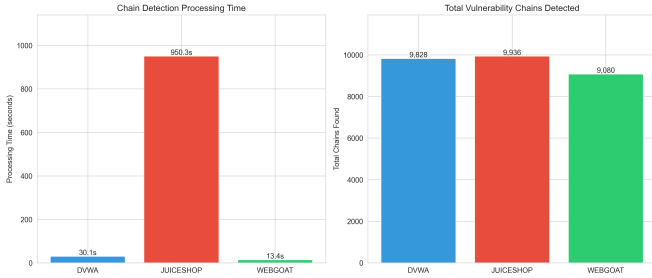 Chain Detection Processing Time
Processing Time (seconds)
1000
800
600
400
200
0
30.1s
950.3s
13.4s
DVWA
JUICESHOP
WEBGOAT
Total Vulnerability Chains Detected
Total Chains Found
10000
8000
6000
4000
2000
0
9,828
9,936
9,080
DVWA
JUICESHOP
WEBGOAT